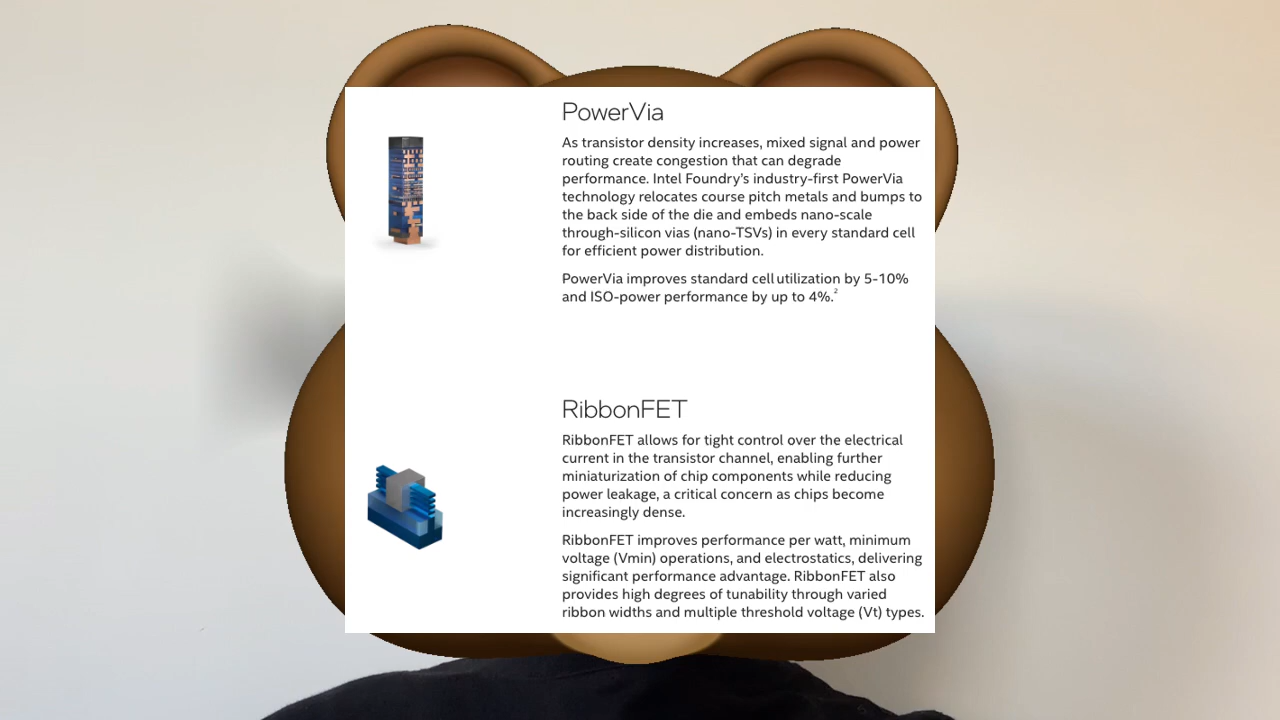 PowerVia
As transistor density increases, mixed signal and power
routing create congestion that can degrade
performance. Intel Foundry's industry-first PowerVia
technology relocates course pitch metals and bumps to
the back side of the die and embeds nano-scale
through-silicon vias (nano-TSVs) in every standard cell
for efficient power distribution.
PowerVia improves standard cell utilization by 5-10%
and ISO-power performance by up to 4%.²
RibbonFET
RibbonFET allows for tight control over the electrical
current in the transistor channel, enabling further
miniaturization of chip components while reducing
power leakage, a critical concern as chips become
increasingly dense.
RibbonFET improves performance per watt, minimum
voltage (Vmin) operations, and electrostatics, delivering
significant performance advantage. RibbonFET also
provides high degrees of tunability through varied
ribbon widths and multiple threshold voltage (Vt) types.